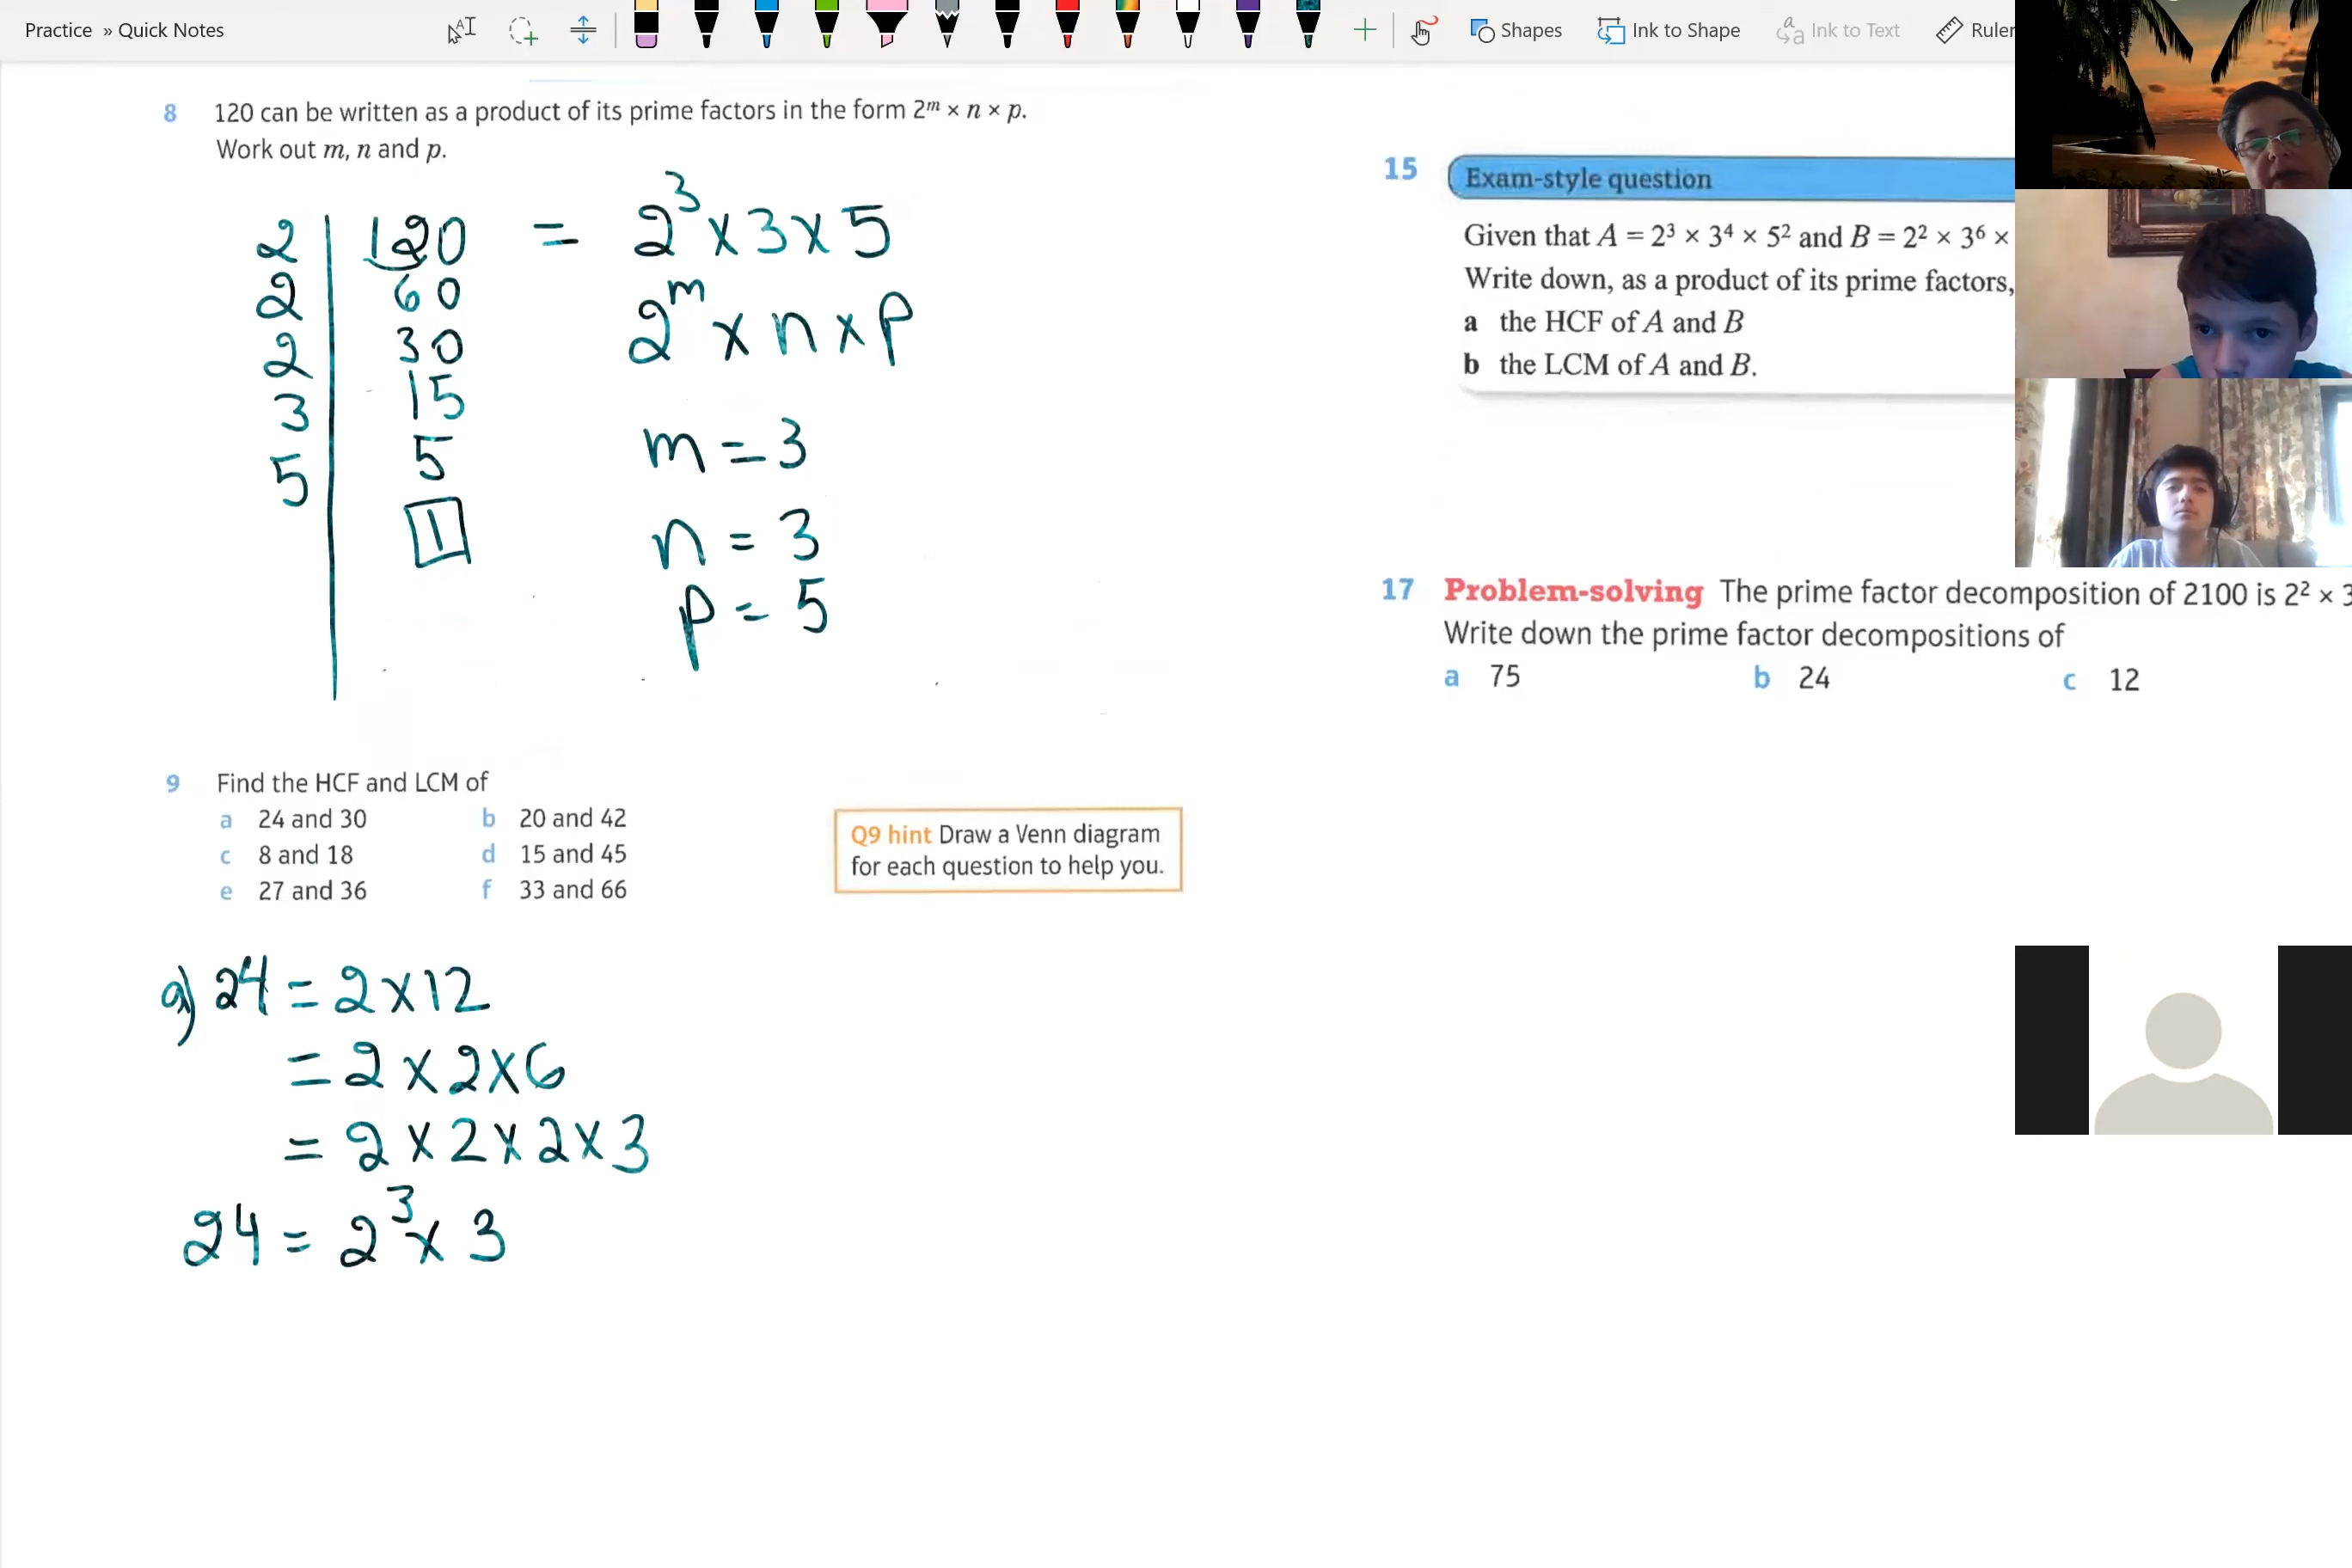 Practice » Quick Notes
Shapes
Ink to Shape
Ink to Text
Ruler
8 120 can be written as a product of its prime factors in the form 2ᵐ × n × p.
Work out m, n and p.
2 | 120 = 2³ × 3 × 5
2 | 60
2ᵐ × n × p
2 | 30
3 | 15
5 | 5
1
m = 3
n = 3
p = 5
9 Find the HCF and LCM of
a 24 and 30 b 20 and 42
c 8 and 18 d 15 and 45
e 27 and 36 f 33 and 66
Q9 hint Draw a Venn diagram
for each question to help you.
a) 24 = 2 × 12
= 2 × 2 × 6
= 2 × 2 × 2 × 3
24 = 2³ × 3
15 Exam-style question
Given that A = 2³ × 3⁴ × 5² and B = 2² × 3⁶ ×
Write down, as a product of its prime factors,
a the HCF of A and B
b the LCM of A and B.
17 Problem-solving The prime factor decomposition of 2100 is 2² × 3
Write down the prime factor decompositions of
a 75 b 24 c 12